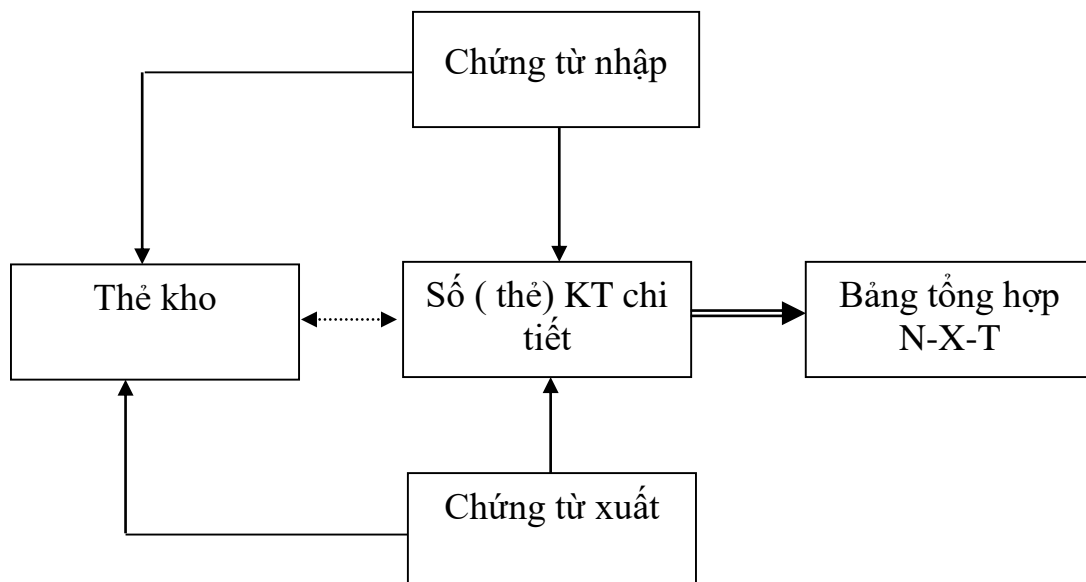 Chứng từ nhập
Thẻ kho
Số ( thẻ) KT chi
tiết
Bảng tổng hợp
N-X-T
Chứng từ xuất